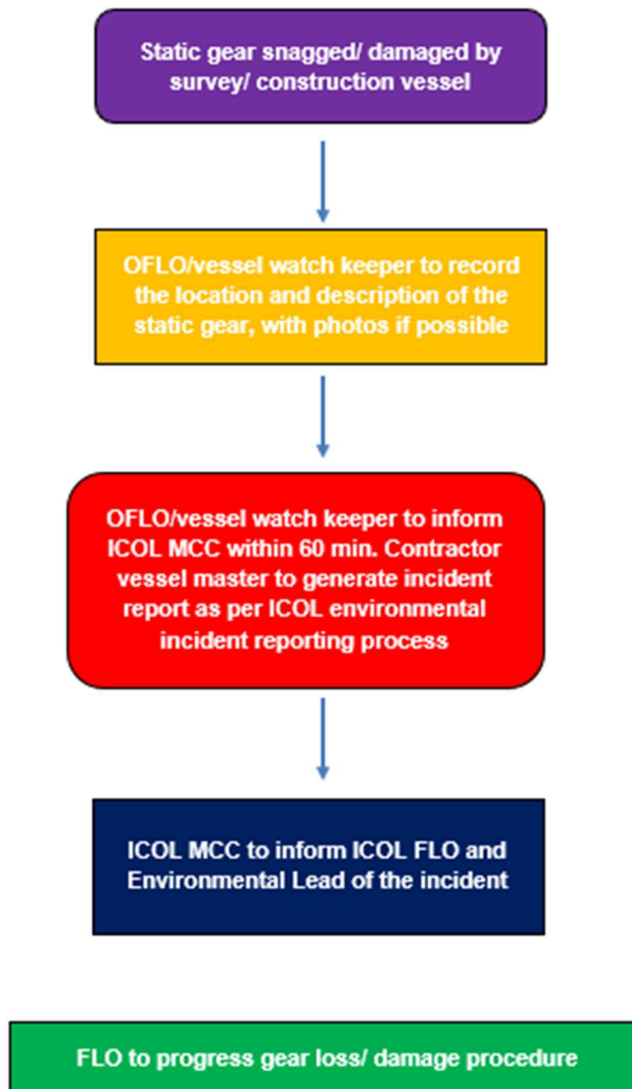 Static gear snagged/ damaged by
survey/ construction vessel
OFLO/vessel watch keeper to record
the location and description of the
static gear, with photos if possible
OFLO/vessel watch keeper to inform
ICOL MCC within 60 min. Contractor
vessel master to generate incident
report as per ICOL environmental
incident reporting process
ICOL MCC to inform ICOL FLO and
Environmental Lead of the incident
FLO to progress gear loss/ damage procedure